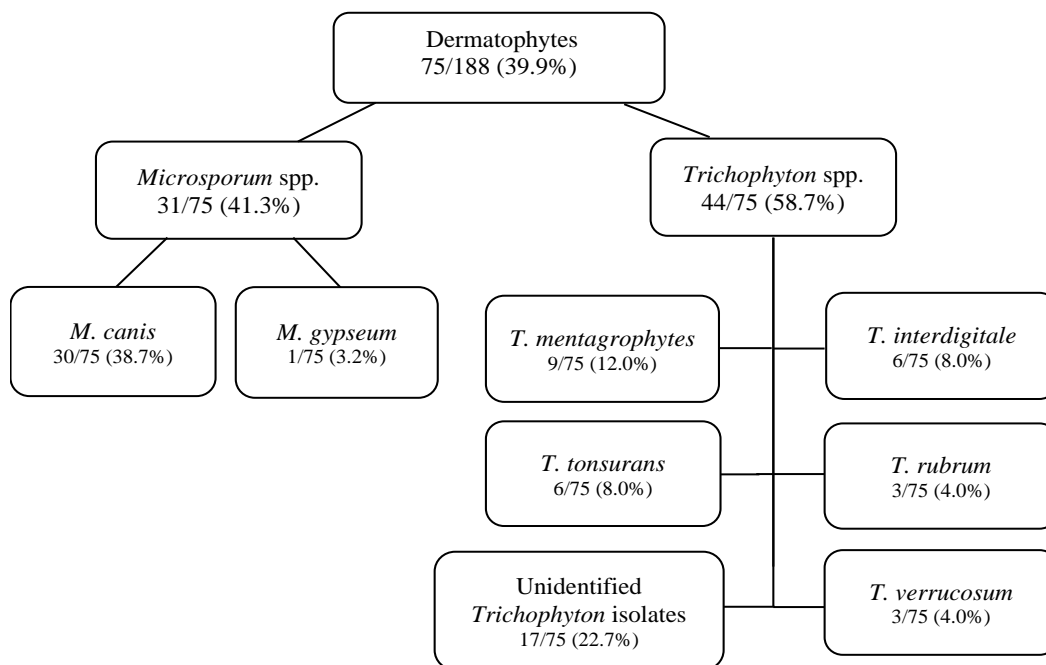 Dermatophytes
75/188 (39.9%)
Microsporum spp.
31/75 (41.3%)
Trichophyton spp.
44/75 (58.7%)
M. canis
30/75 (38.7%)
M. gypseum
1/75 (3.2%)
T. mentagrophytes
9/75 (12.0%)
T. interdigitale
6/75 (8.0%)
T. tonsurans
6/75 (8.0%)
T. rubrum
3/75 (4.0%)
Unidentified
Trichophyton isolates
17/75 (22.7%)
T. verrucosum
3/75 (4.0%)